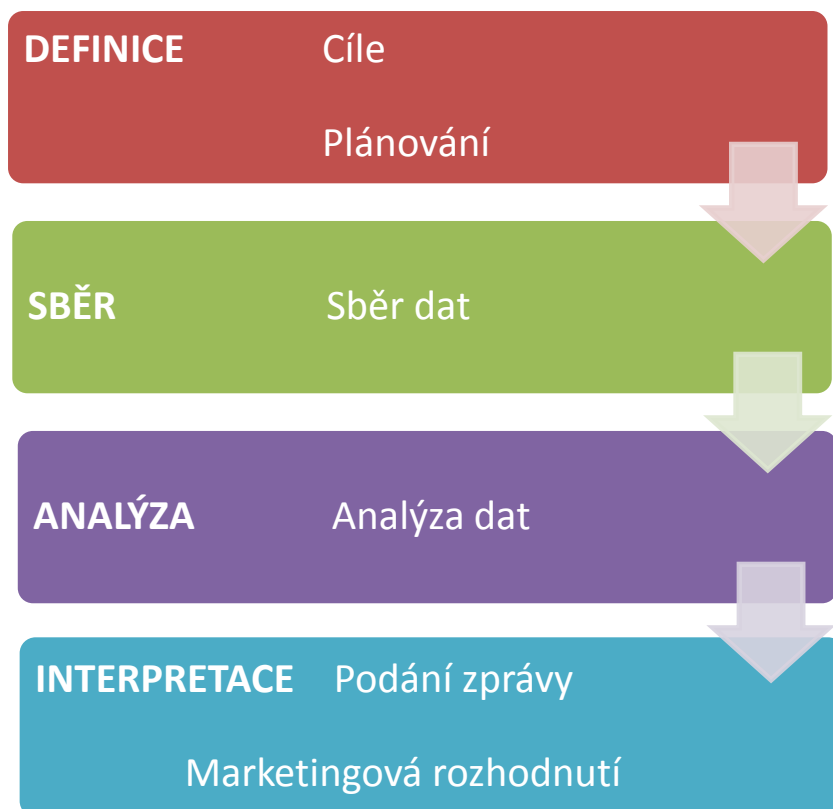 DEFINICE Cíle
Plánování
SBĚR Sběr dat
ANALÝZA Analýza dat
INTERPRETACE Podání zprávy
Marketingová rozhodnutí